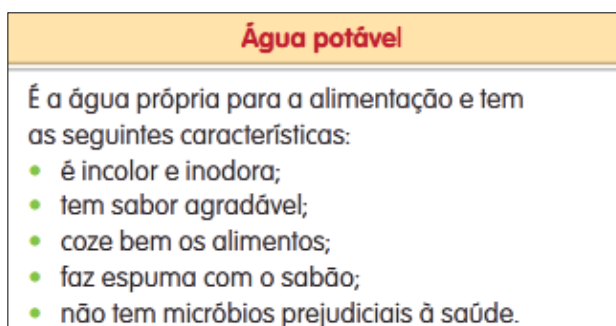 Água potável
É a água própria para a alimentação e tem
as seguintes características:
• é incolor e inodora;
• tem sabor agradável;
• coze bem os alimentos;
• faz espuma com o sabão;
• não tem micróbios prejudiciais à saúde.